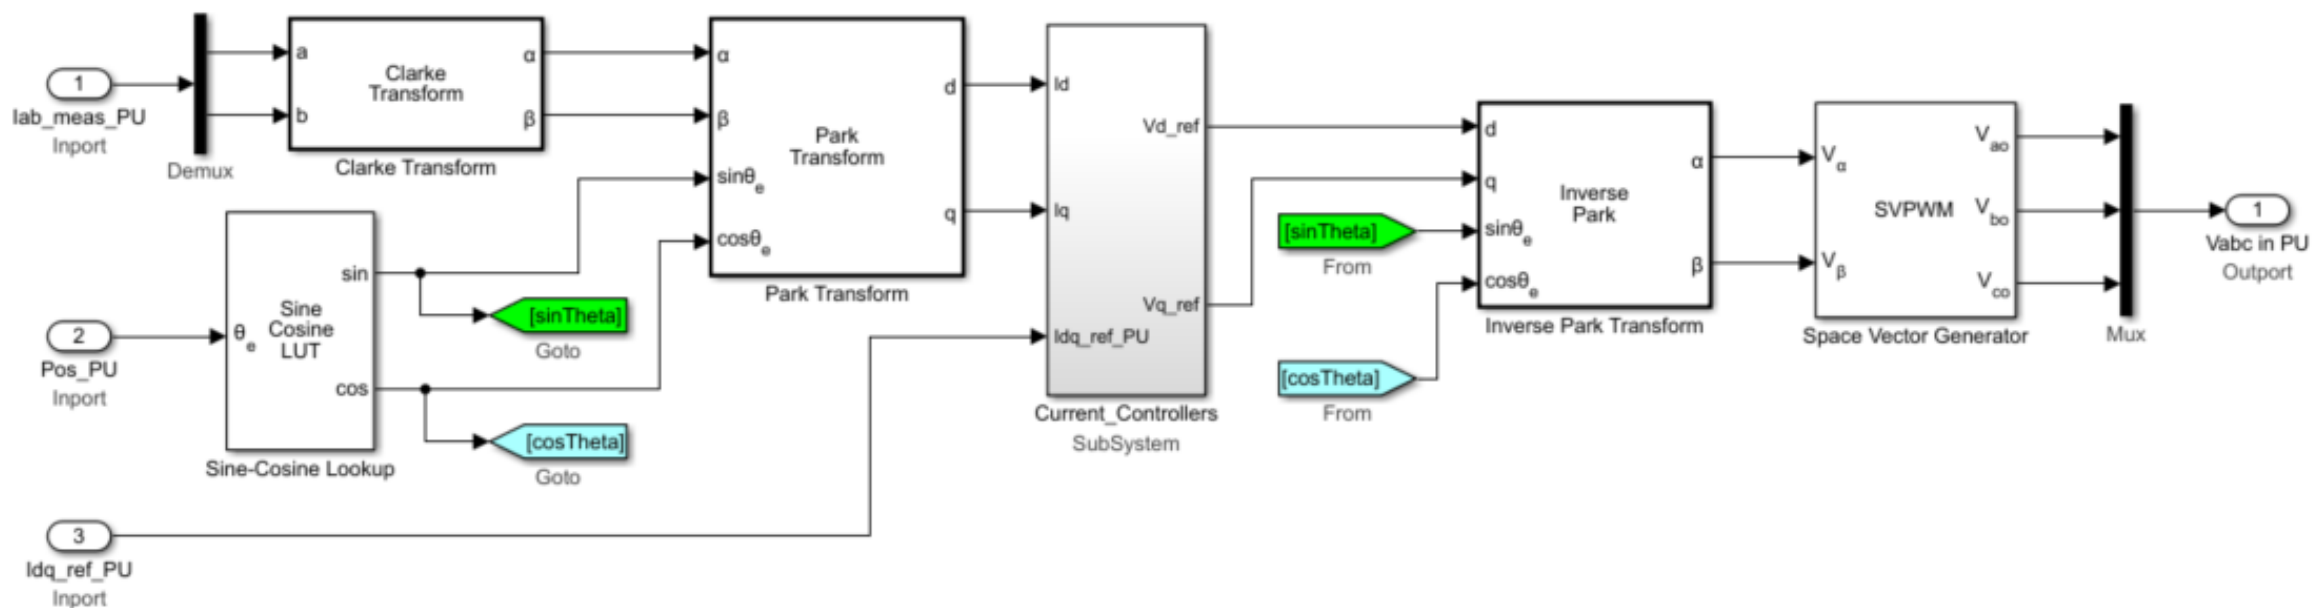 1
Iab_meas_PU
Inport
Demux
a
b
Clarke
Transform
α
β
Clarke Transform
2
Pos_PU
Inport
θe
Sine
Cosine
LUT
sin
cos
Sine-Cosine Lookup
[sinTheta]
Goto
[cosTheta]
Goto
3
Idq_ref_PU
Inport
α
β
sinθe
cosθe
Park
Transform
d
q
Park Transform
Id
Iq
Idq_ref_PU
Vd_ref
Vq_ref
Current_Controllers
SubSystem
[sinTheta]
From
[cosTheta]
From
d
q
sinθe
cosθe
Inverse
Park
α
β
Inverse Park Transform
Vα
Vβ
SVPWM
Vao
Vbo
Vco
Space Vector Generator
Mux
1
Vabc in PU
Outport